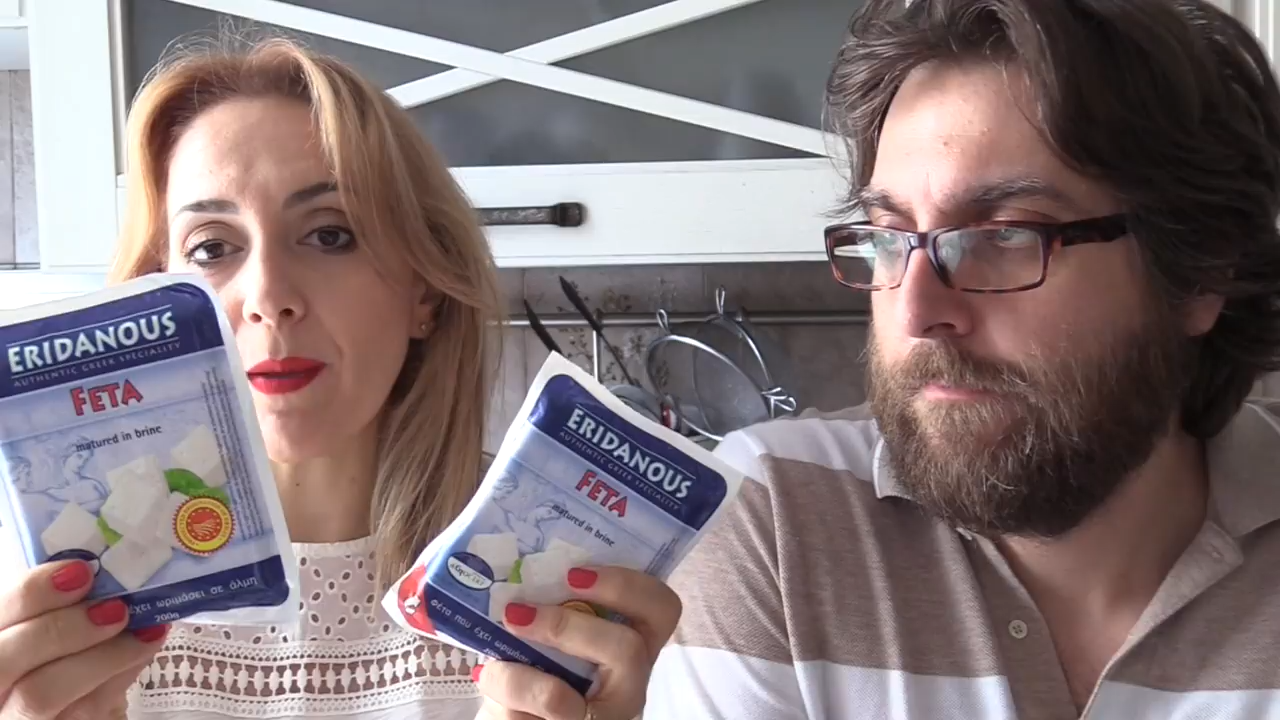 ERIDANOUS
AUTHENTIC GREEK SPECIALITY
FETA
matured in brine
έχει ωριμάσει σε άλμη
200g
ERIDANOUS
AUTHENTIC GREEK SPECIALITY
FETA
matured in brine
Φέτα που έχει ωριμάσει